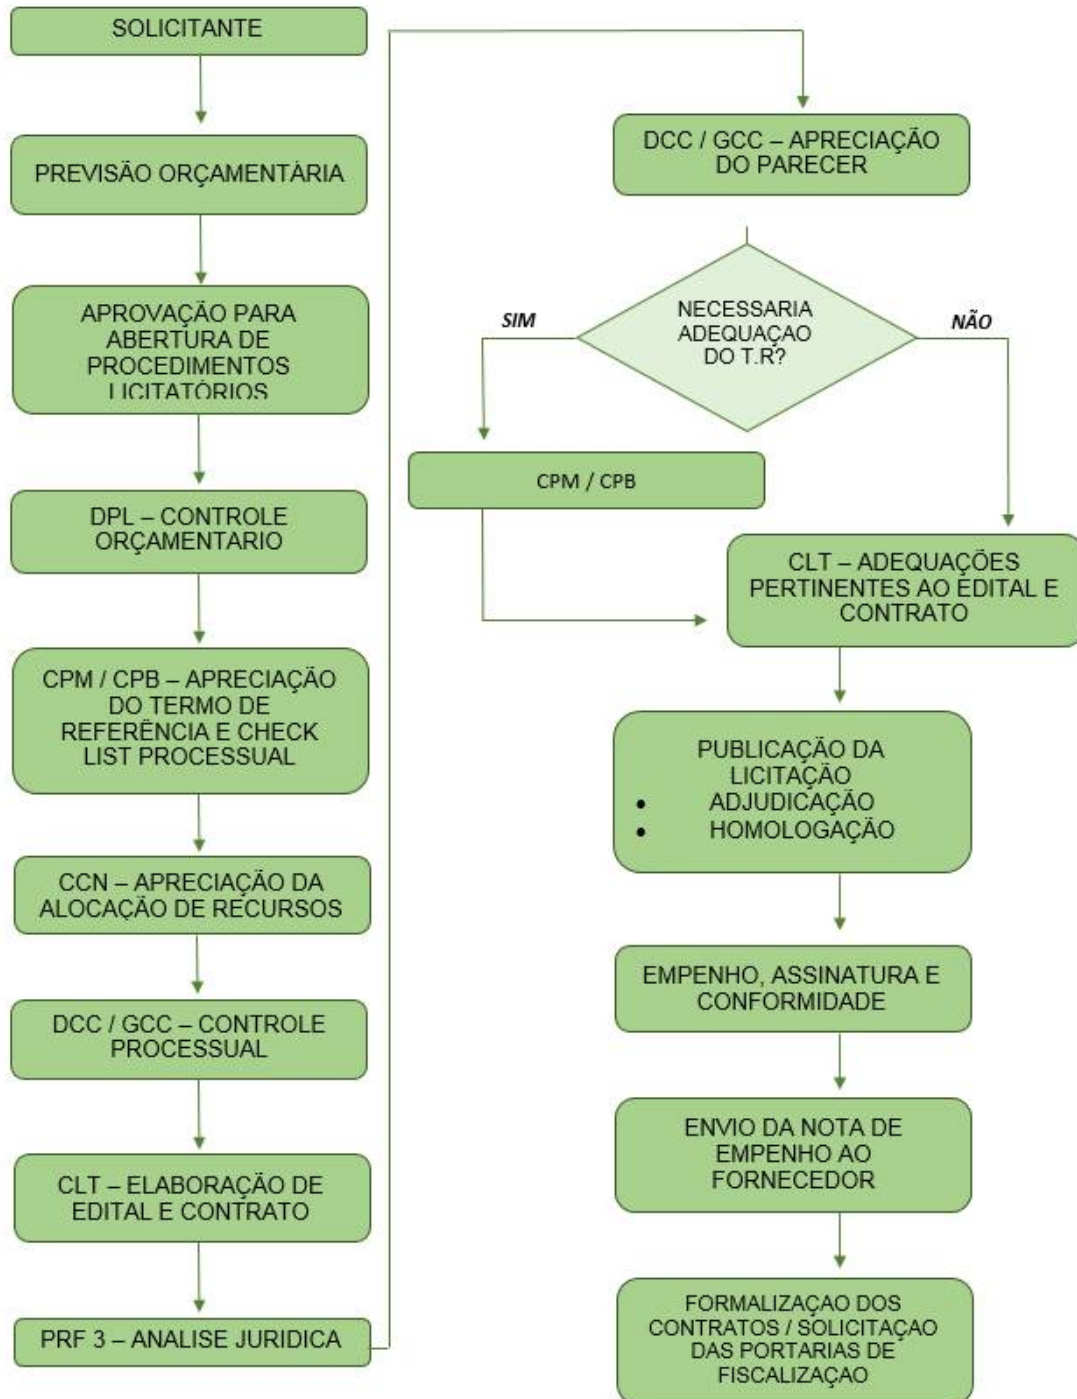 SOLICITANTE
PREVISÃO ORÇAMENTÁRIA
APROVAÇÃO PARA
ABERTURA DE
PROCEDIMENTOS
LICITATÓRIOS
DPL – CONTROLE
ORÇAMENTARIO
CPM / CPB – APRECIAÇÃO
DO TERMO DE
REFERÊNCIA E CHECK
LIST PROCESSUAL
CCN – APRECIAÇÃO DA
ALOCAÇÃO DE RECURSOS
DCC / GCC – CONTROLE
PROCESSUAL
CLT – ELABORAÇÃO DE
EDITAL E CONTRATO
PRF 3 – ANALISE JURIDICA
DCC / GCC – APRECIAÇÃO
DO PARECER
NECESSARIA
ADEQUAÇAO
DO T.R?
SIM
NÃO
CPM / CPB
CLT – ADEQUAÇÕES
PERTINENTES AO EDITAL E
CONTRATO
PUBLICAÇÃO DA
LICITAÇÃO
• ADJUDICAÇÃO
• HOMOLOGAÇÃO
EMPENHO, ASSINATURA E
CONFORMIDADE
ENVIO DA NOTA DE
EMPENHO AO
FORNECEDOR
FORMALIZAÇAO DOS
CONTRATOS / SOLICITAÇAO
DAS PORTARIAS DE
FISCALIZAÇAO